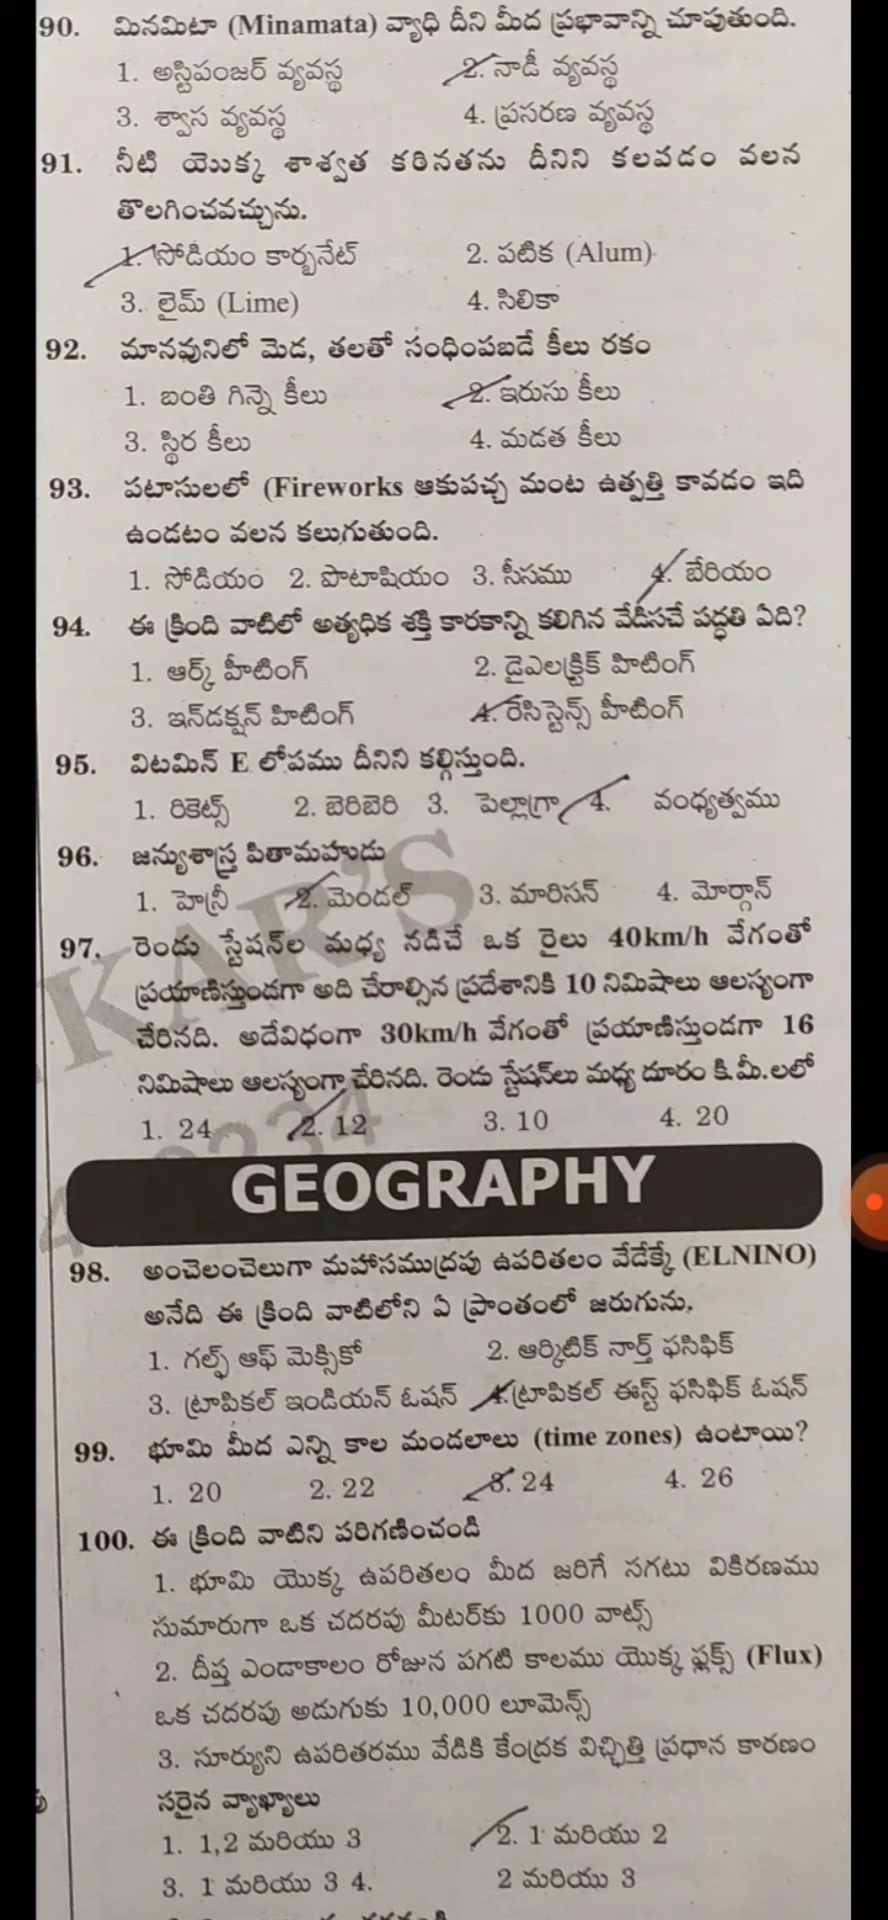 90. మినమిటా (Minamata) వ్యాధి దీని మీద ప్రభావాన్ని చూపుతుంది.
1. అస్టిపంజర్ వ్యవస్థ 2. నాడీ వ్యవస్థ
3. శ్వాస వ్యవస్థ 4. ప్రసరణ వ్యవస్థ
91. నీటి యొక్క శాశ్వత కఠినతను దీనిని కలవడం వలన
తొలగించవచ్చును.
1. సోడియం కార్బనేట్ 2. పటిక (Alum)
3. లైమ్ (Lime) 4. సిలికా
92. మానవునిలో మెడ, తలతో సంధింపబడే కీలు రకం
1. బంతి గిన్నె కీలు 2. ఇరుసు కీలు
3. స్థిర కీలు 4. మడత కీలు
93. పటాసులలో (Fireworks ఆకుపచ్చ మంట ఉత్పత్తి కావడం ఇది
ఉండటం వలన కలుగుతుంది.
1. సోడియం 2. పొటాషియం 3. సీసము 4. బేరియం
94. ఈ క్రింది వాటిలో అత్యధిక శక్తి కారకాన్ని కలిగిన వేడిసచే పద్ధతి ఏది?
1. ఆర్క్ హీటింగ్ 2. డైఎలక్ట్రిక్ హిటింగ్
3. ఇన్‌డక్షన్ హిటింగ్ 4. రెసిస్టెన్స్ హీటింగ్
95. విటమిన్ E లోపము దీనిని కల్గిస్తుంది.
1. రికెట్స్ 2. బెరిబెరి 3. పెల్లాగ్రా 4. వంధ్యత్వము
96. జన్యుశాస్త్ర పితామహుడు
1. హెన్రీ 2. మెండల్ 3. మారిసన్ 4. మోర్గాన్
97. రెండు స్టేషన్‌ల మధ్య నడిచే ఒక రైలు 40km/h వేగంతో
ప్రయాణిస్తుండగా అది చేరాల్సిన ప్రదేశానికి 10 నిమిషాలు ఆలస్యంగా
చేరినది. అదేవిధంగా 30km/h వేగంతో ప్రయాణిస్తుండగా 16
నిమిషాలు ఆలస్యంగా చేరినది. రెండు స్టేషన్‌లు మధ్య దూరం కి.మీ.లలో
1. 24 2. 12 3. 10 4. 20
GEOGRAPHY
98. అంచెలంచెలుగా మహాసముద్రపు ఉపరితలం వేడేక్కే (ELNINO)
అనేది ఈ క్రింది వాటిలోని ఏ ప్రాంతంలో జరుగును.
1. గల్ఫ్ ఆఫ్ మెక్సికో 2. ఆర్కిటిక్ నార్త్ ఫసిఫిక్
3. ట్రాపికల్ ఇండియన్ ఓషన్ 4. ట్రాపికల్ ఈస్ట్ ఫసిఫిక్ ఓషన్
99. భూమి మీద ఎన్ని కాల మండలాలు (time zones) ఉంటాయి?
1. 20 2. 22 3. 24 4. 26
100. ఈ క్రింది వాటిని పరిగణించండి
1. భూమి యొక్క ఉపరితలం మీద జరిగే సగటు వికిరణము
సుమారుగా ఒక చదరపు మీటర్‌కు 1000 వాట్స్
2. దీప్త ఎండాకాలం రోజున పగటి కాలము యొక్క ఫ్లక్స్ (Flux)
ఒక చదరపు అడుగుకు 10,000 లూమెన్స్
3. సూర్యుని ఉపరితరము వేడికి కేంద్రక విచ్ఛిత్తి ప్రధాన కారణం
సరైన వ్యాఖ్యాలు
1. 1,2 మరియు 3 2. 1 మరియు 2
3. 1 మరియు 3 4. 2 మరియు 3